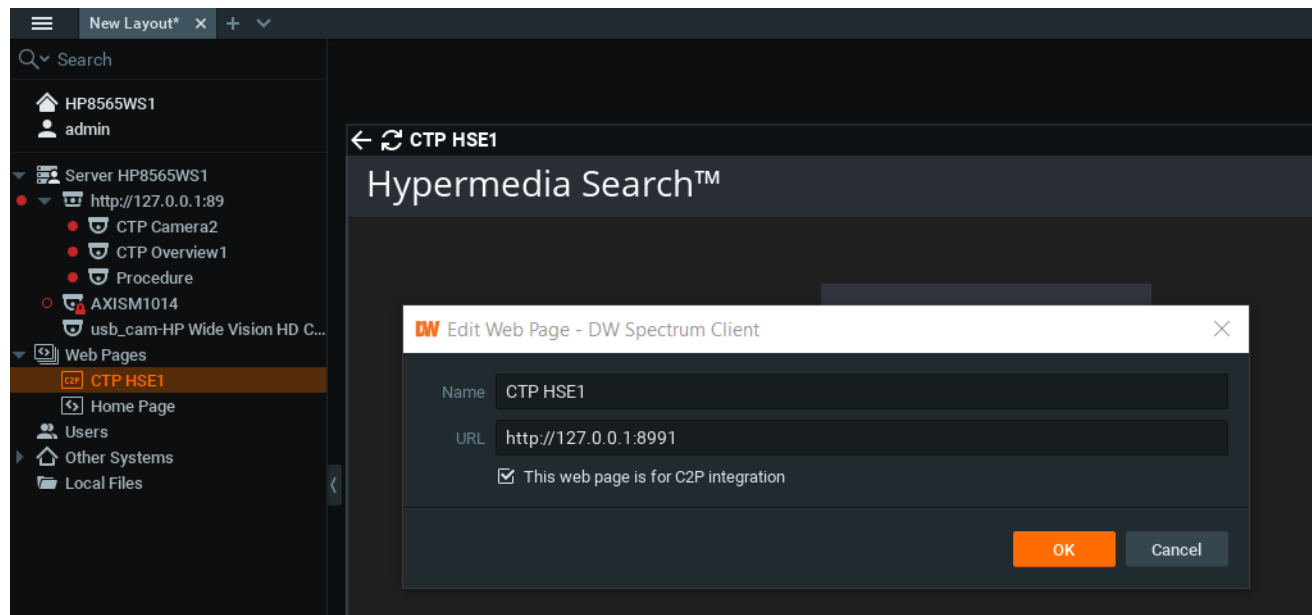 New Layout*
Search
HP8565WS1
admin
Server HP8565WS1
http://127.0.0.1:89
CTP Camera2
CTP Overview1
Procedure
AXISM1014
usb_cam-HP Wide Vision HD C...
Web Pages
C2P CTP HSE1
Home Page
Users
Other Systems
Local Files
CTP HSE1
Hypermedia Search™
DW Edit Web Page - DW Spectrum Client
Name CTP HSE1
URL http://127.0.0.1:8991
This web page is for C2P integration
OK Cancel